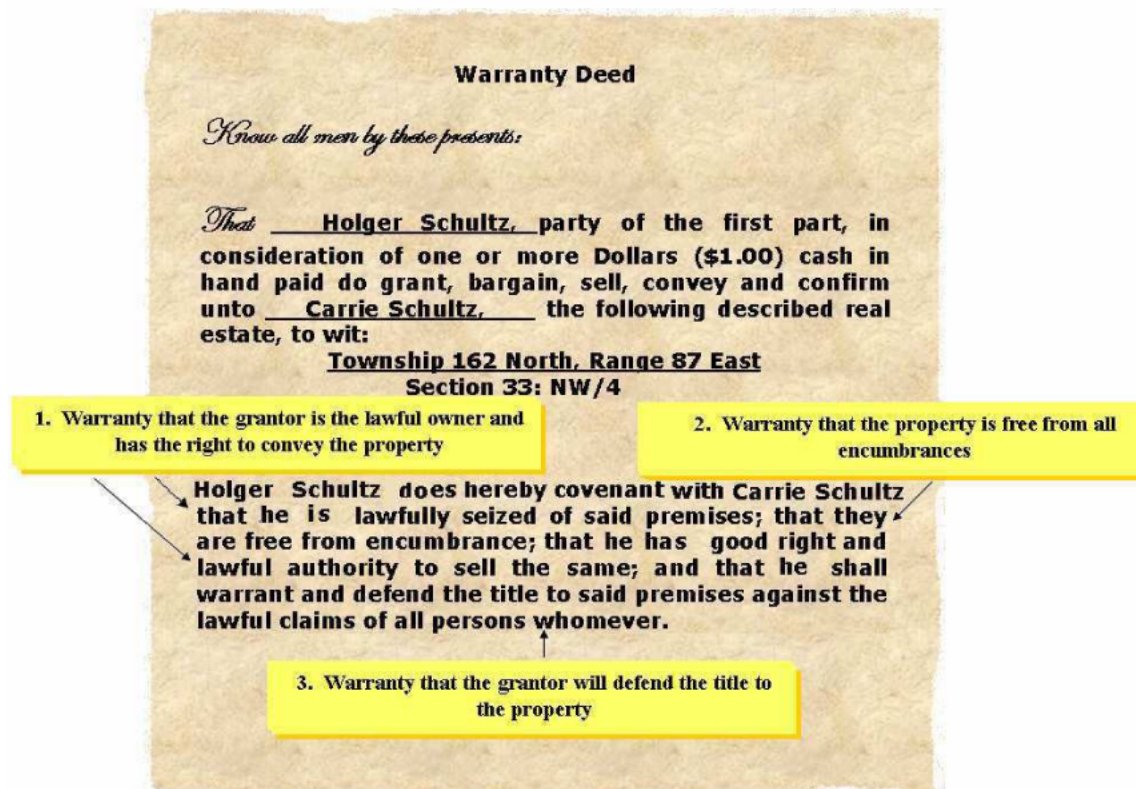 Warranty Deed
Know all men by these presents:
That Holger Schultz, party of the first part, in
consideration of one or more Dollars ($1.00) cash in
hand paid do grant, bargain, sell, convey and confirm
unto Carrie Schultz, the following described real
estate, to wit:
Township 162 North, Range 87 East
Section 33: NW/4
1. Warranty that the grantor is the lawful owner and
has the right to convey the property
2. Warranty that the property is free from all
encumbrances
Holger Schultz does hereby covenant with Carrie Schultz
that he is lawfully seized of said premises; that they
are free from encumbrance; that he has good right and
lawful authority to sell the same; and that he shall
warrant and defend the title to said premises against the
lawful claims of all persons whomever.
3. Warranty that the grantor will defend the title to
the property